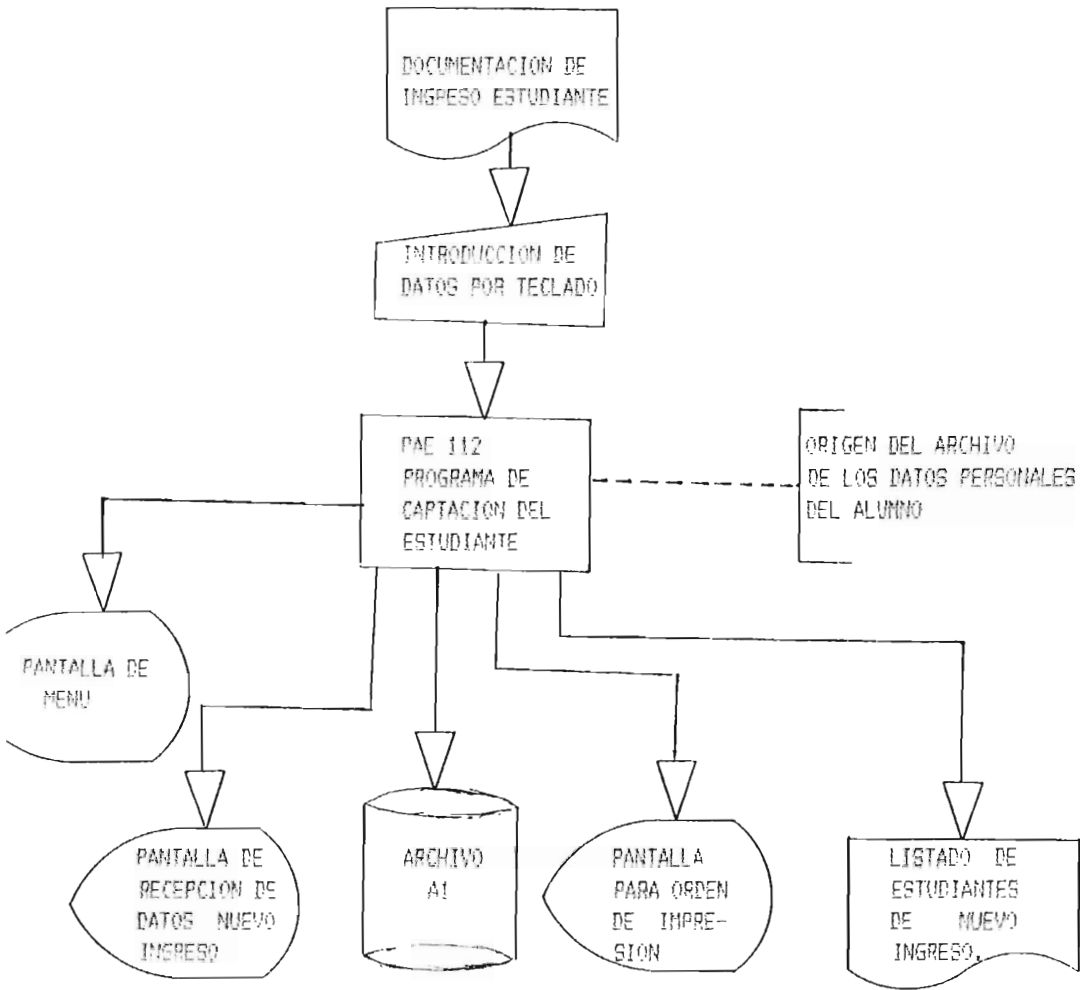 DOCUMENTACION DE
INGRESO ESTUDIANTE
INTRODUCCION DE
DATOS POR TECLADO
PAE 112
PROGRAMA DE
CAPTACION DEL
ESTUDIANTE
ORIGEN DEL ARCHIVO
DE LOS DATOS PERSONALES
DEL ALUMNO
PANTALLA DE
MENU
PANTALLA DE
RECEPCION DE
DATOS NUEVO
INGRESO
ARCHIVO
A1
PANTALLA
PARA ORDEN
DE IMPRE-
SION
LISTADO DE
ESTUDIANTES
DE NUEVO
INGRESO.